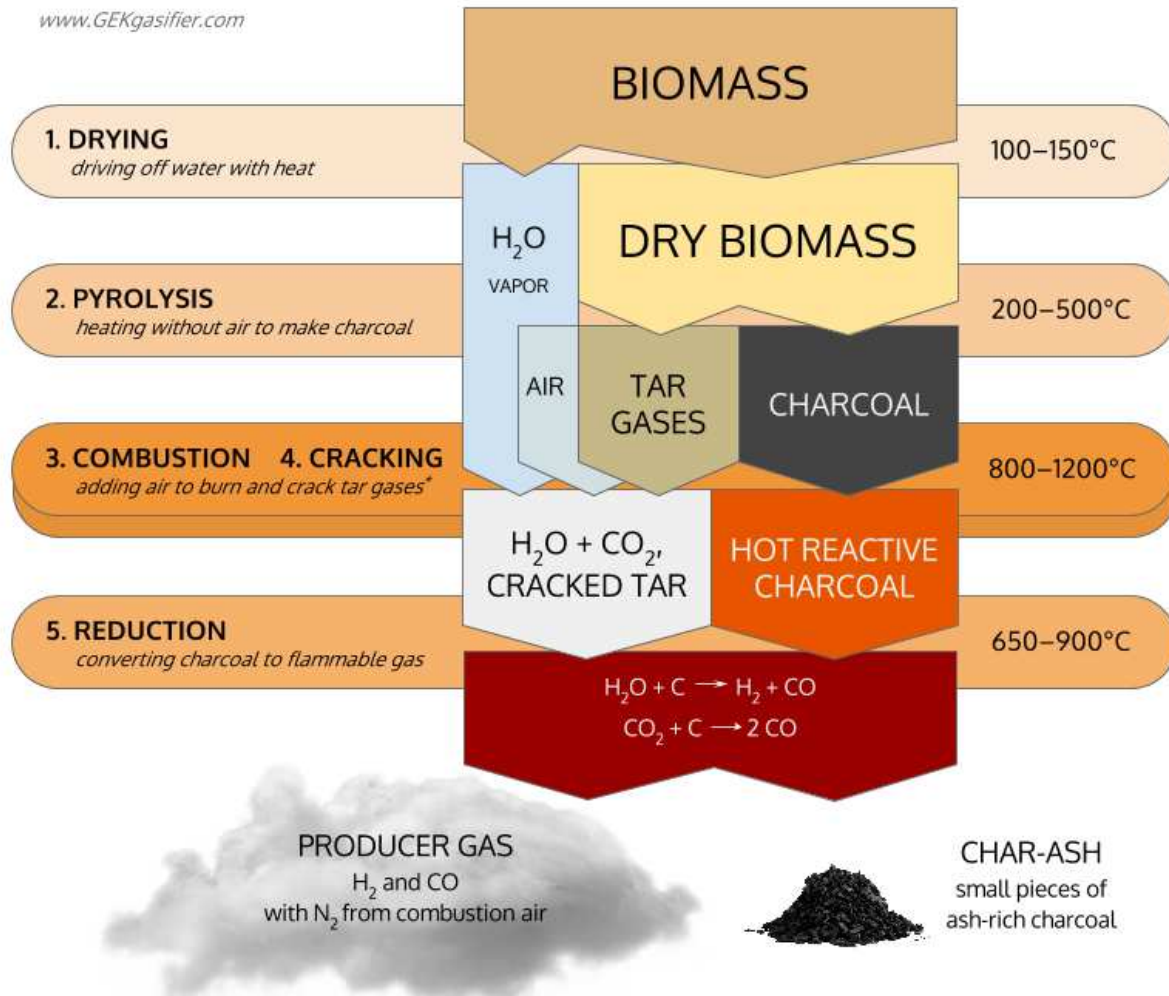 www.GEKgasifier.com
BIOMASS
1. DRYING
driving off water with heat
100–150°C
H₂O
VAPOR
DRY BIOMASS
2. PYROLYSIS
heating without air to make charcoal
200–500°C
AIR
TAR
GASES
CHARCOAL
3. COMBUSTION 4. CRACKING
adding air to burn and crack tar gases*
800–1200°C
H₂O + CO₂,
CRACKED TAR
HOT REACTIVE
CHARCOAL
5. REDUCTION
converting charcoal to flammable gas
650–900°C
H₂O + C → H₂ + CO
CO₂ + C → 2 CO
PRODUCER GAS
H₂ and CO
with N₂ from combustion air
CHAR-ASH
small pieces of
ash-rich charcoal